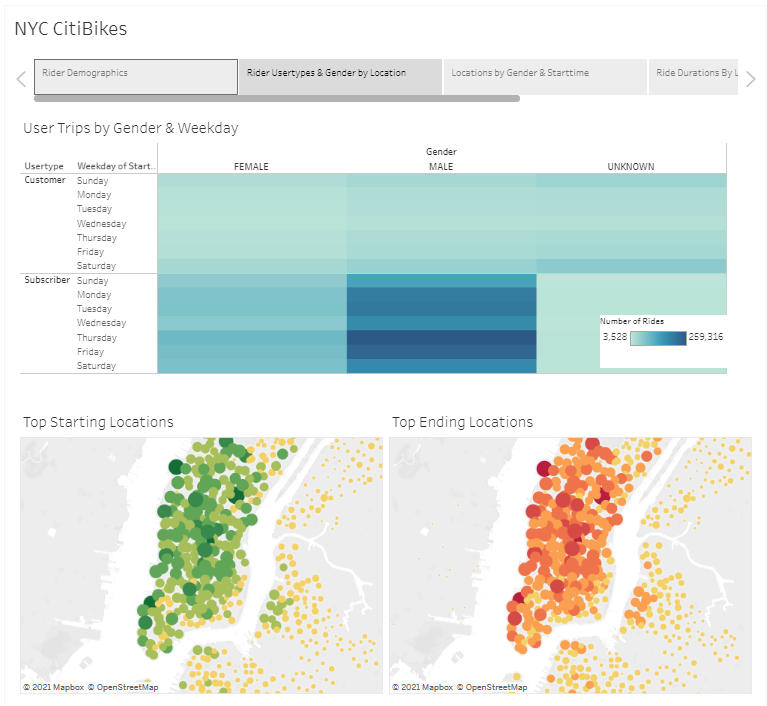 NYC CitiBikes
Rider Demographics
Rider Usertypes & Gender by Location
Locations by Gender & Starttime
Ride Durations By L
User Trips by Gender & Weekday
Gender
Usertype Weekday of Start.. FEMALE MALE UNKNOWN
Customer Sunday
Monday
Tuesday
Wednesday
Thursday
Friday
Saturday
Subscriber Sunday
Monday
Tuesday
Wednesday
Thursday
Friday
Saturday
Number of Rides
3,528 259,316
Top Starting Locations
Top Ending Locations
© 2021 Mapbox © OpenStreetMap
© 2021 Mapbox © OpenStreetMap